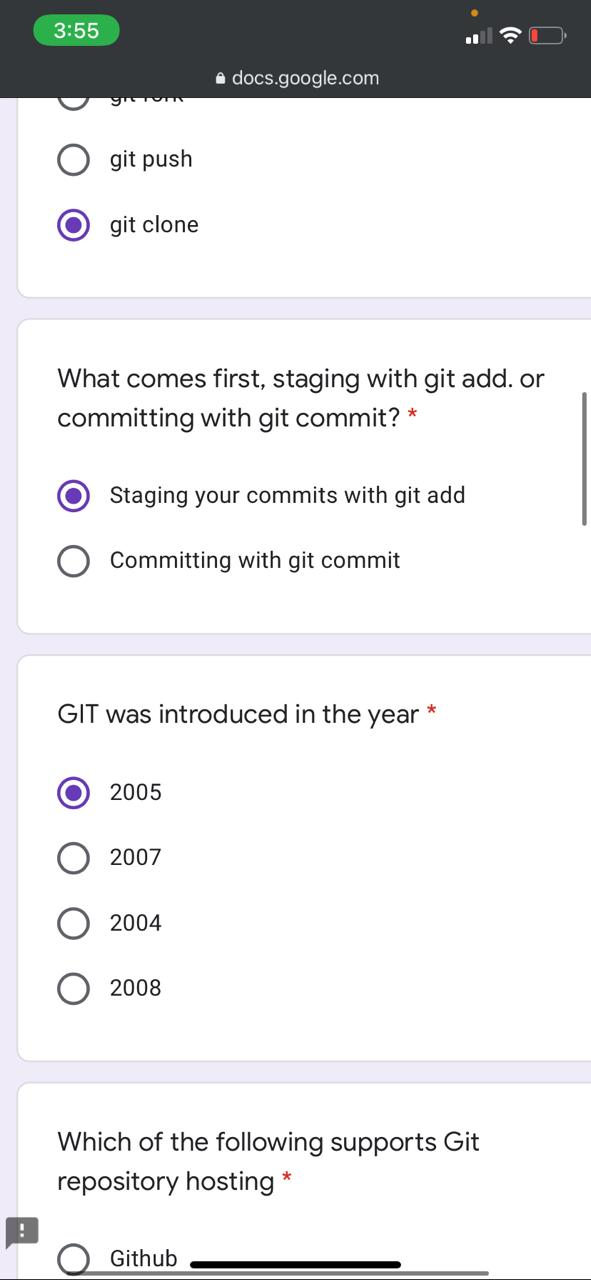 3:55
docs.google.com
git fork
git push
git clone
What comes first, staging with git add. or
committing with git commit? *
Staging your commits with git add
Committing with git commit
GIT was introduced in the year *
2005
2007
2004
2008
Which of the following supports Git
repository hosting *
Github